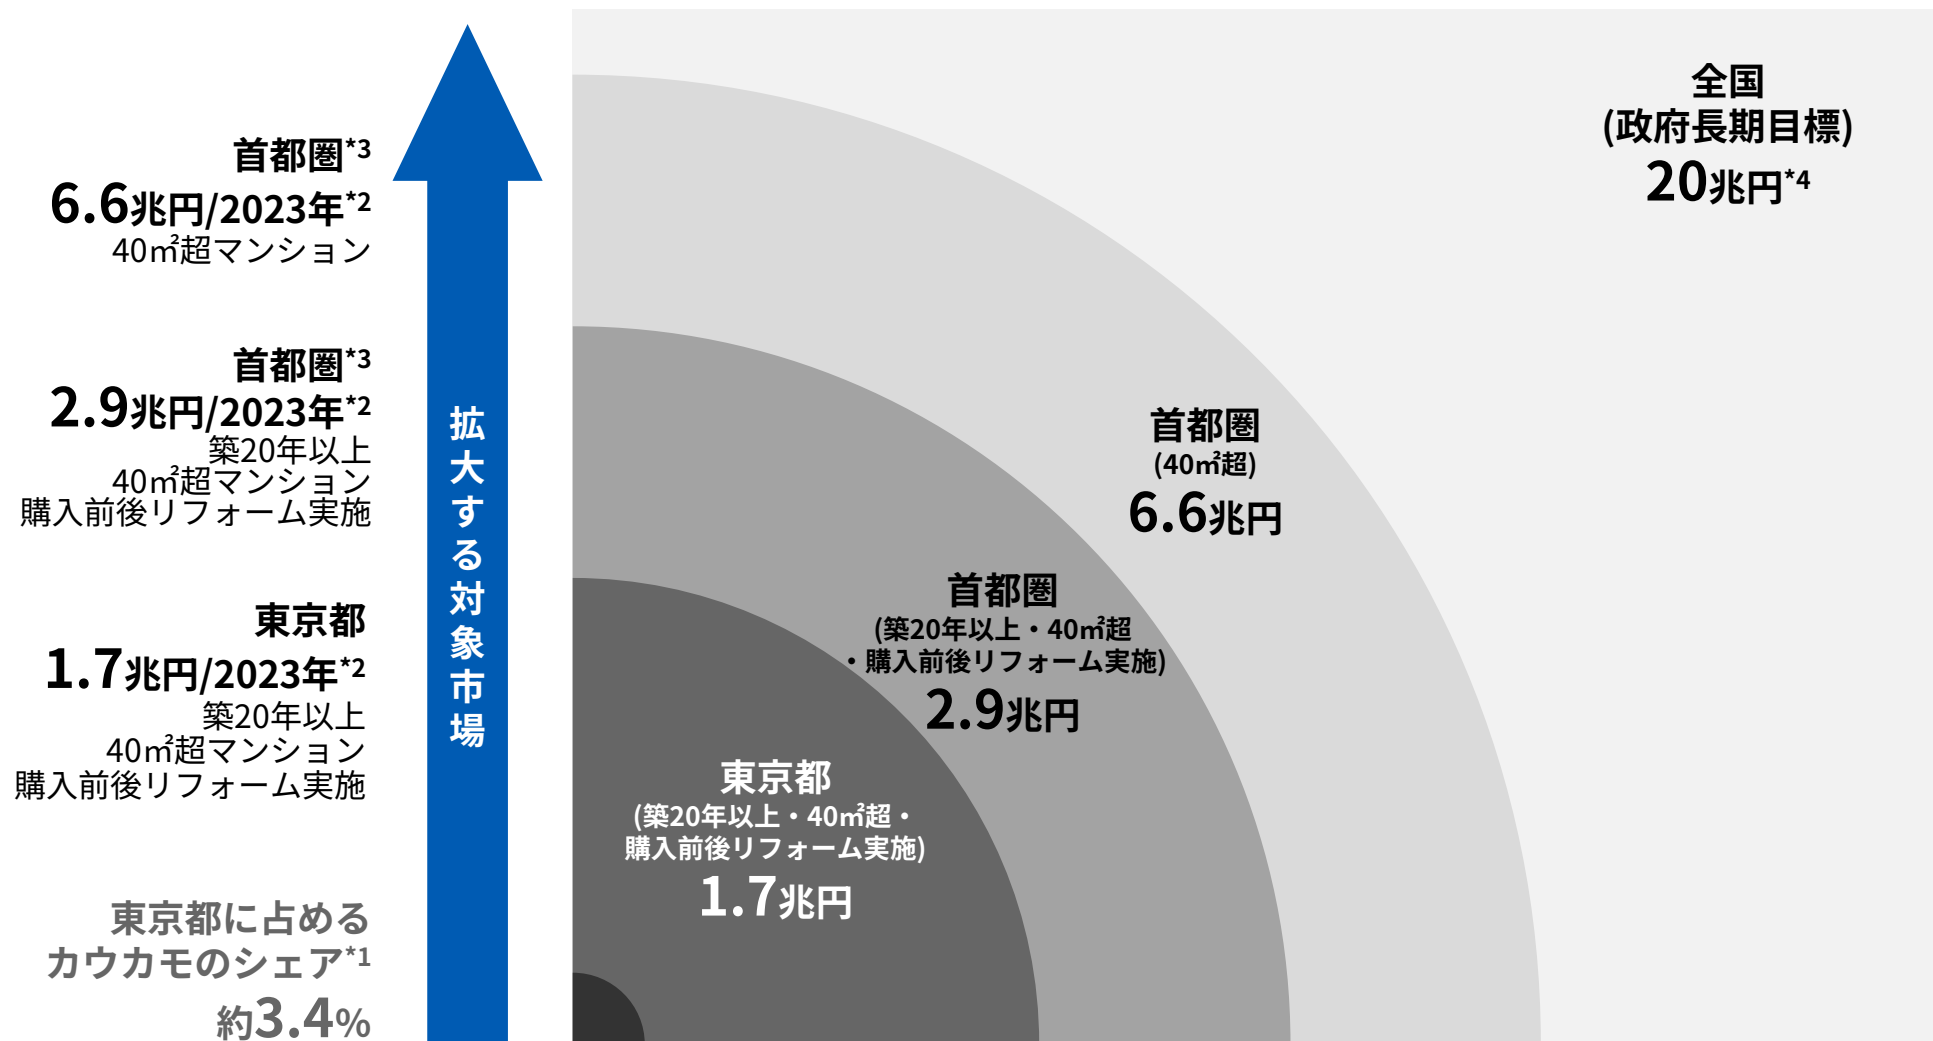 首都圏*3
6.6兆円/2023年*2
40㎡超マンション
首都圏*3
2.9兆円/2023年*2
築20年以上
40㎡超マンション
購入前後リフォーム実施
東京都
1.7兆円/2023年*2
築20年以上
40㎡超マンション
購入前後リフォーム実施
東京都に占める
カウカモのシェア*1
約3.4%
拡大する対象市場
全国
(政府長期目標)
20兆円*4
首都圏
(40㎡超)
6.6兆円
首都圏
(築20年以上・40㎡超
・購入前後リフォーム実施)
2.9兆円
東京都
(築20年以上・40㎡超・
購入前後リフォーム実施)
1.7兆円